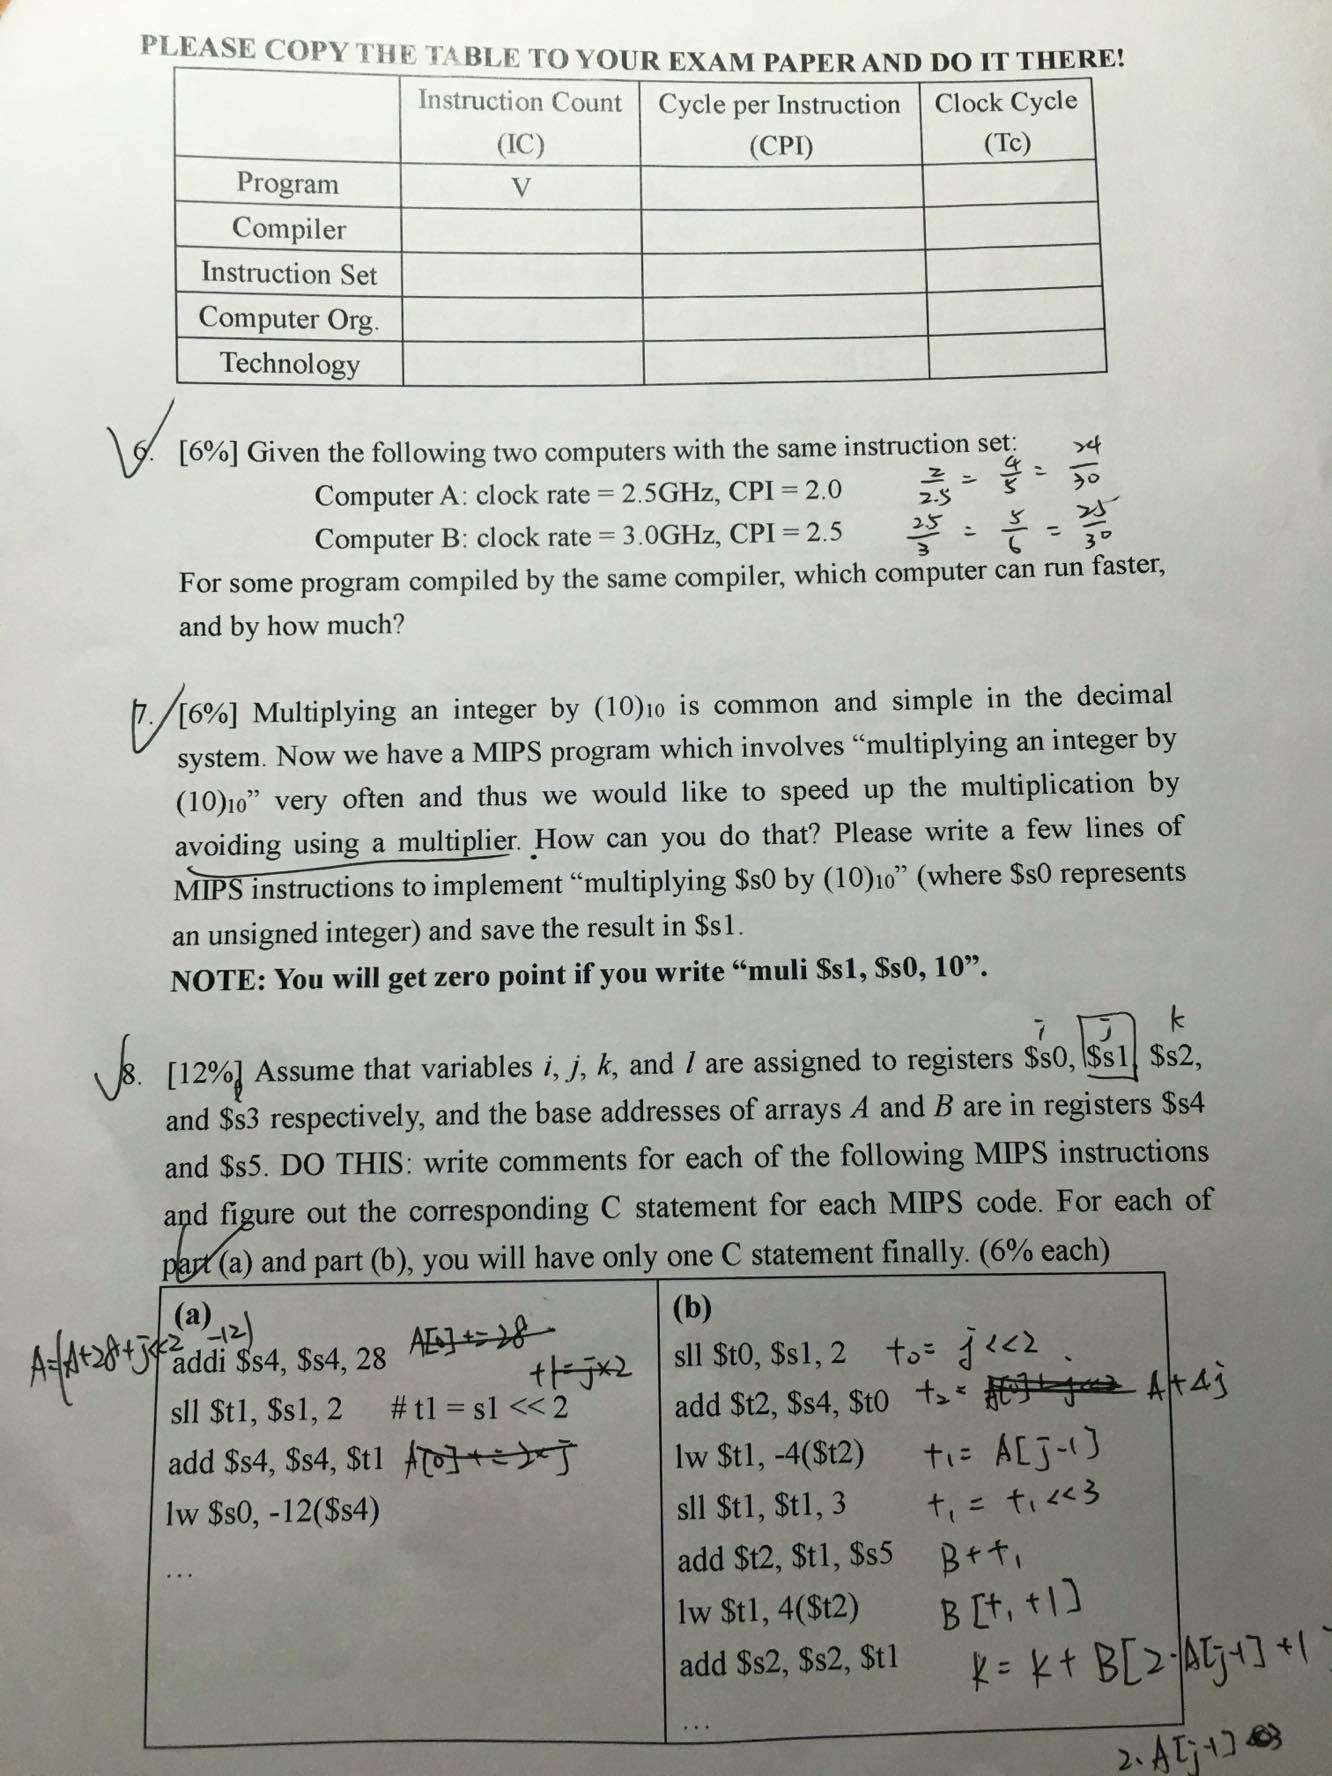 PLEASE COPY THE TABLE TO YOUR EXAM PAPER AND DO IT THERE!
Instruction Count (IC) Cycle per Instruction (CPI) Clock Cycle (Tc)
Program V
Compiler
Instruction Set
Computer Org.
Technology
6. [6%] Given the following two computers with the same instruction set:
Computer A: clock rate = 2.5GHz, CPI = 2.0 2/2.5 = 4/5 = 24/30
Computer B: clock rate = 3.0GHz, CPI = 2.5 2.5/3 = 5/6 = 25/30
For some program compiled by the same compiler, which computer can run faster,
and by how much?
7. [6%] Multiplying an integer by (10)₁₀ is common and simple in the decimal
system. Now we have a MIPS program which involves “multiplying an integer by
(10)₁₀” very often and thus we would like to speed up the multiplication by
avoiding using a multiplier. How can you do that? Please write a few lines of
MIPS instructions to implement “multiplying $s0 by (10)₁₀” (where $s0 represents
an unsigned integer) and save the result in $s1.
NOTE: You will get zero point if you write “muli $s1, $s0, 10”.
i j k
8. [12%] Assume that variables i, j, k, and l are assigned to registers $s0, $s1, $s2,
and $s3 respectively, and the base addresses of arrays A and B are in registers $s4
and $s5. DO THIS: write comments for each of the following MIPS instructions
and figure out the corresponding C statement for each MIPS code. For each of
part (a) and part (b), you will have only one C statement finally. (6% each)
(a)
-12)
A=(A+28+j<<2
addi $s4, $s4, 28 A[0]+=28
t1=j×2
sll $t1, $s1, 2 # t1 = s1 << 2
add $s4, $s4, $t1 A[0]+=2×j
lw $s0, -12($s4)
...
(b)
sll $t0, $s1, 2 t0= j<<2
add $t2, $s4, $t0 t2= A+4j
lw $t1, -4($t2) t1= A[j-1]
sll $t1, $t1, 3 t1 = t1<<3
add $t2, $t1, $s5 B+t1
lw $t1, 4($t2) B[t1+1]
add $s2, $s2, $t1 k= k+ B[2·A[j-1]+1]
...
2·A[j-1]